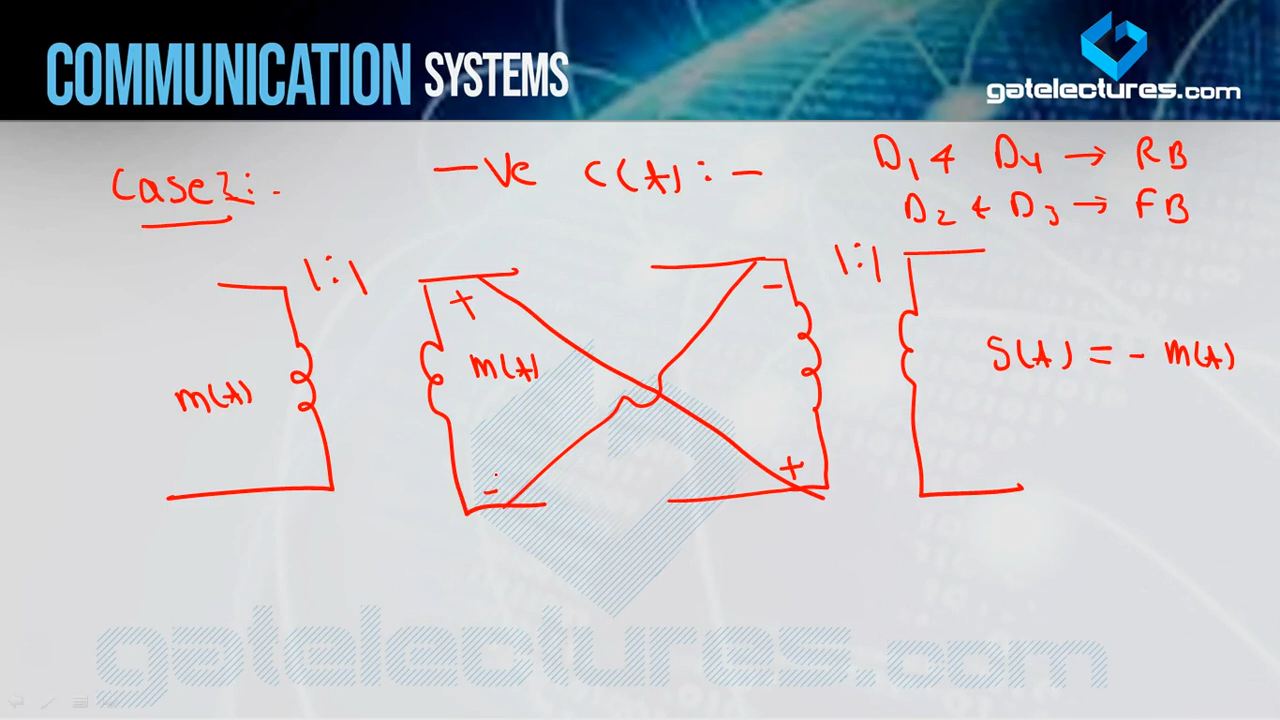 COMMUNICATION SYSTEMS
gatelectures.com
Case 2 :-
-Ve C(t) :-
D1 & D4 → RB
D2 & D3 → FB
1:1
1:1
+
-
m(t)
m(t)
S(t) = - m(t)
-
+
gatelectures.com